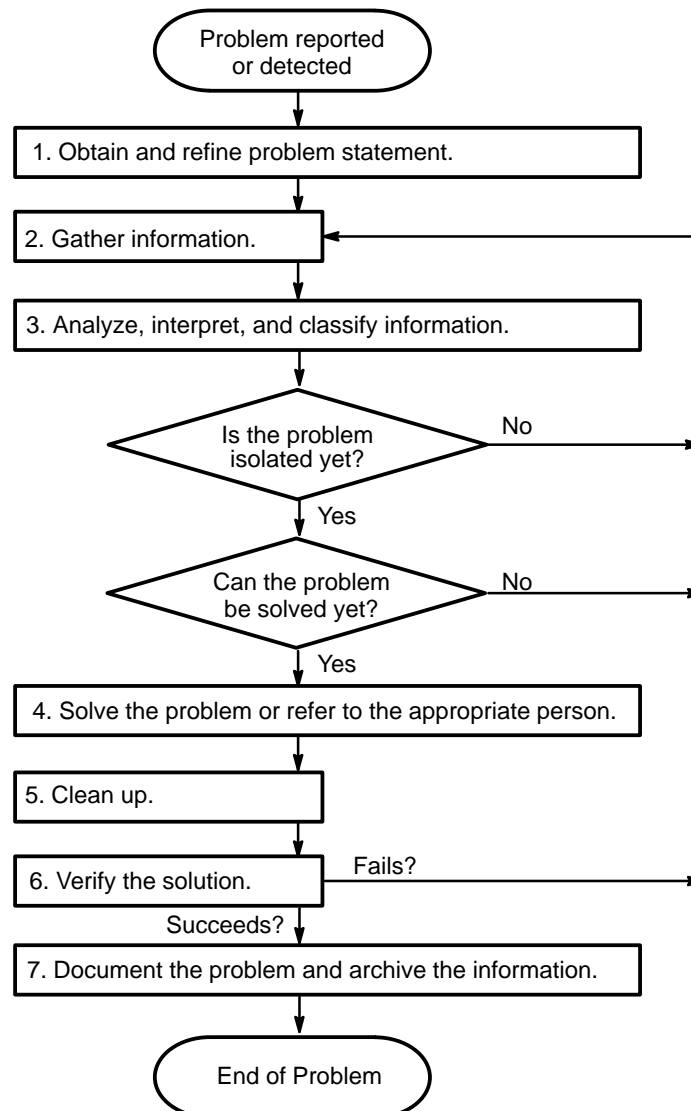 Problem reported
or detected
1. Obtain and refine problem statement.
2. Gather information.
3. Analyze, interpret, and classify information.
Is the problem
isolated yet?
No
Yes
Can the problem
be solved yet?
No
Yes
4. Solve the problem or refer to the appropriate person.
5. Clean up.
6. Verify the solution.
Fails?
Succeeds?
7. Document the problem and archive the information.
End of Problem